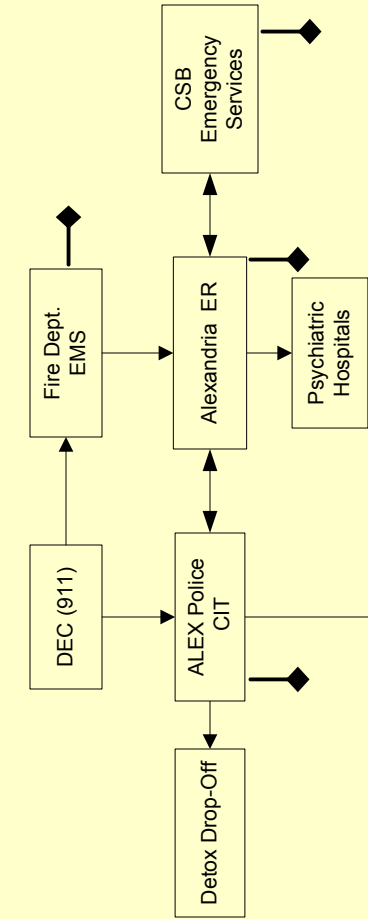 DEC (911)
Fire Dept.
EMS
Detox Drop-Off
ALEX Police
CIT
Alexandria ER
CSB
Emergency
Services
Psychiatric
Hospitals